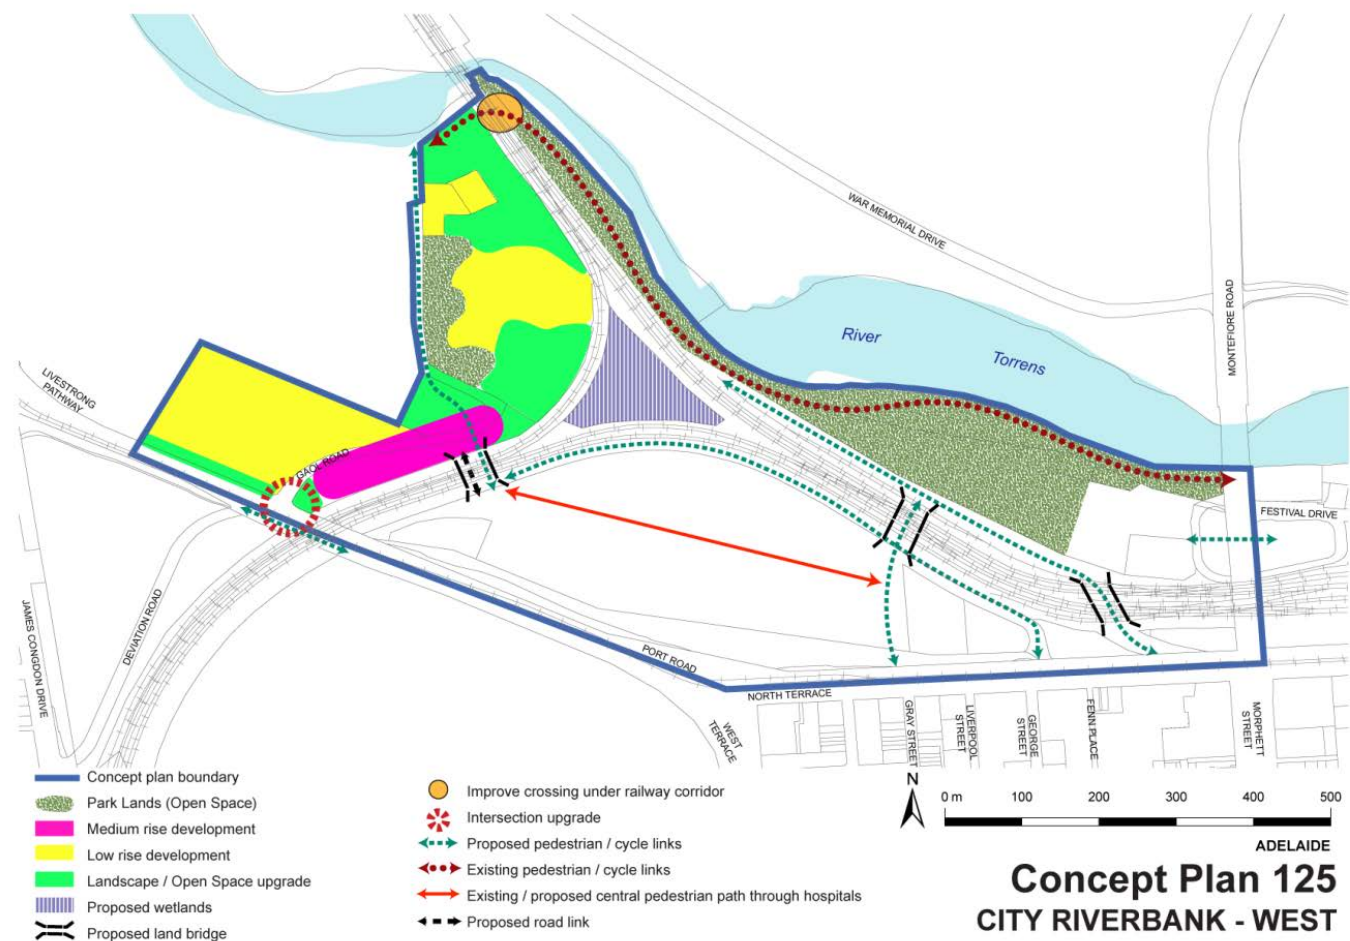 WAR MEMORIAL DRIVE
MONTEFIORE ROAD
River
Torrens
LIVESTRONG
PATHWAY
GAOL ROAD
FESTIVAL DRIVE
DEVIATION ROAD
JAMES CONGDON DRIVE
PORT ROAD
NORTH TERRACE
WEST
TERRACE
GRAY STREET
LIVERPOOL
STREET
GEORGE
STREET
FENN PLACE
MORPHETT
STREET
Concept plan boundary
Park Lands (Open Space)
Medium rise development
Low rise development
Landscape / Open Space upgrade
Proposed wetlands
Proposed land bridge
Improve crossing under railway corridor
Intersection upgrade
Proposed pedestrian / cycle links
Existing pedestrian / cycle links
Existing / proposed central pedestrian path through hospitals
Proposed road link
N
0 m 100 200 300 400 500
ADELAIDE
Concept Plan 125
CITY RIVERBANK - WEST